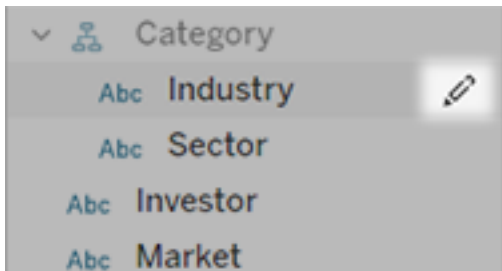 Category
Abc Industry
Abc Sector
Abc Investor
Abc Market